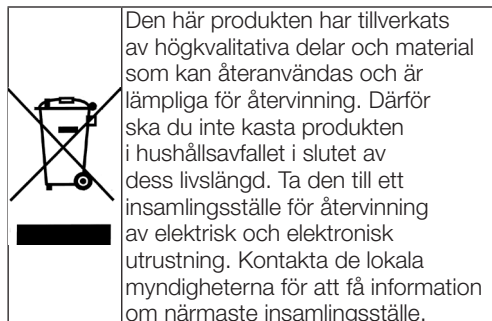 Den här produkten har tillverkats
av högkvalitativa delar och material
som kan återanvändas och är
lämpliga för återvinning. Därför
ska du inte kasta produkten
i hushållsavfallet i slutet av
dess livslängd. Ta den till ett
insamlingsställe för återvinning
av elektrisk och elektronisk
utrustning. Kontakta de lokala
myndigheterna för att få information
om närmaste insamlingsställe.